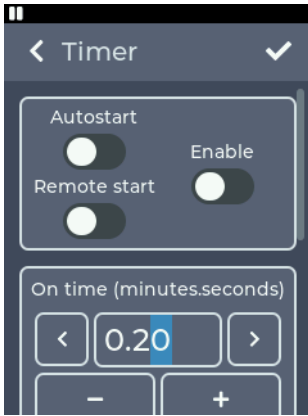 Timer
Autostart
Enable
Remote start
On time (minutes.seconds)
< 0.20 >
− +